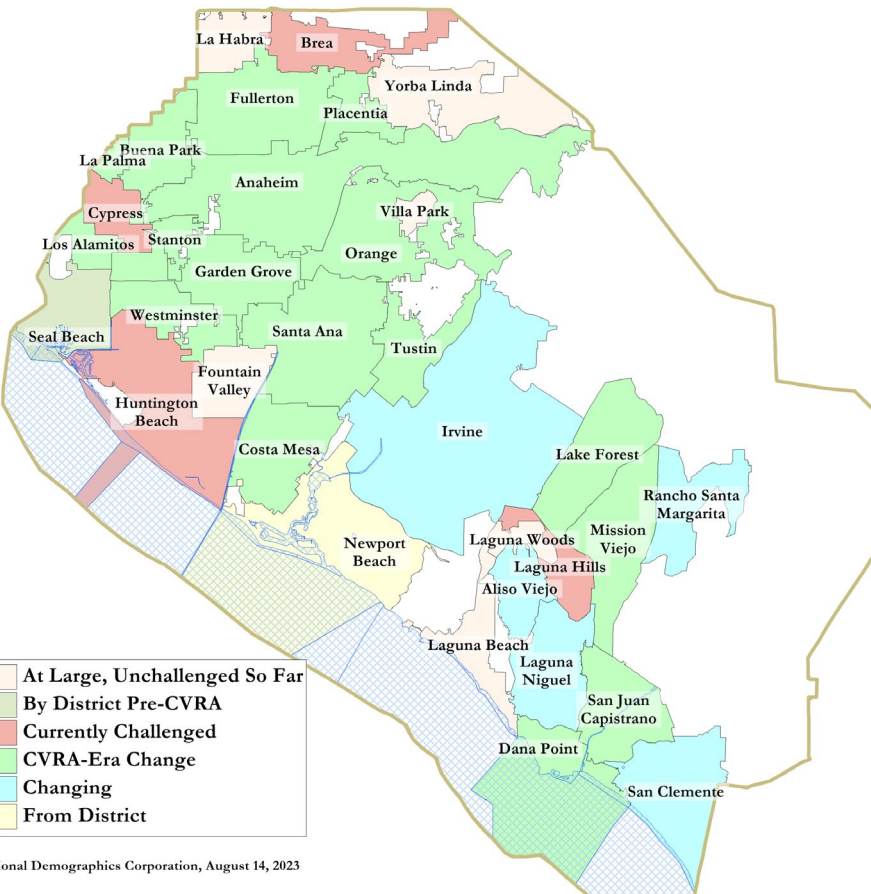 La Habra
Brea
Yorba Linda
Fullerton
Placentia
Buena Park
La Palma
Anaheim
Cypress
Villa Park
Los Alamitos
Stanton
Orange
Garden Grove
Westminster
Santa Ana
Seal Beach
Tustin
Fountain
Valley
Huntington
Beach
Irvine
Costa Mesa
Lake Forest
Rancho Santa
Margarita
Mission
Viejo
Laguna Woods
Newport
Beach
Laguna Hills
Aliso Viejo
Laguna Beach
Laguna
Niguel
San Juan
Capistrano
Dana Point
San Clemente
At Large, Unchallenged So Far
By District Pre-CVRA
Currently Challenged
CVRA-Era Change
Changing
From District
onal Demographics Corporation, August 14, 2023